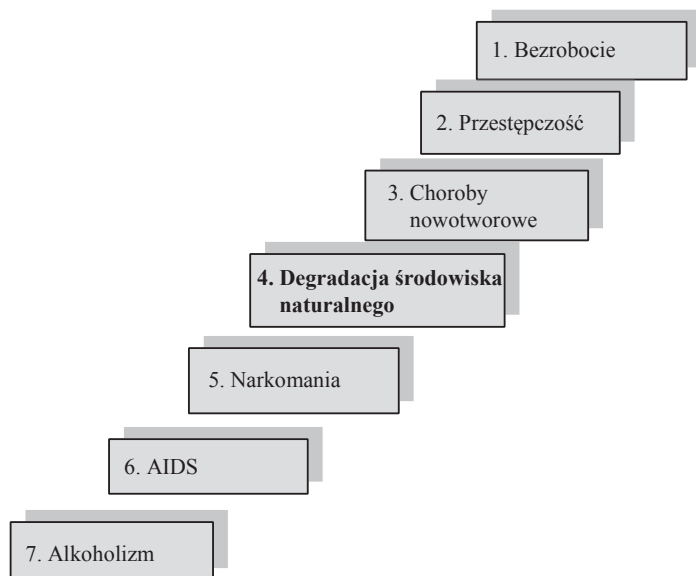 1. Bezrobocie
2. Przestępczość
3. Choroby
nowotworowe
4. Degradacja środowiska
naturalnego
5. Narkomania
6. AIDS
7. Alkoholizm